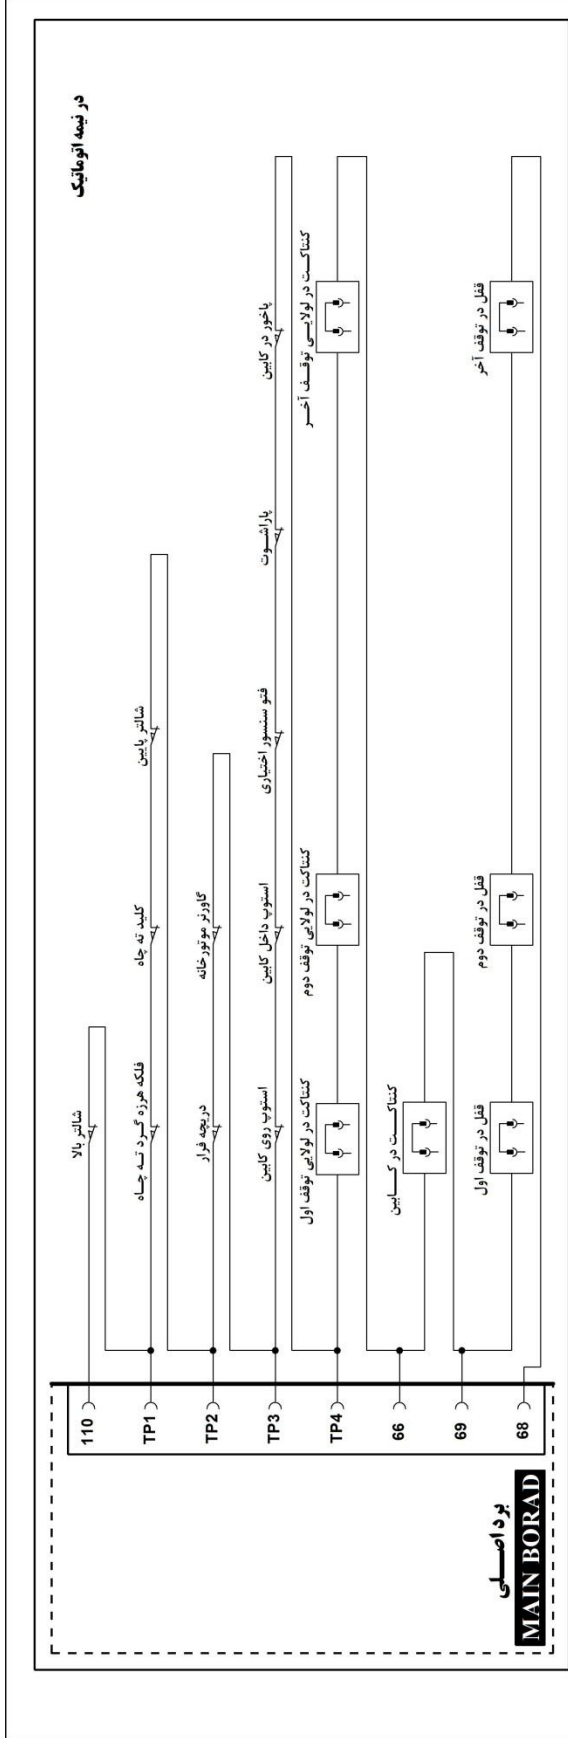 در نیمه اتوماتیک
110
شالتر بالا
TP1
فلکه هرزه گرد ته چاه
کلید ته چاه
شالتر پایین
TP2
دریچه فرار
گاورنر موتورخانه
TP3
استوپ روی کابین
استوپ داخل کابین
فتو سنسور اختیاری
پاراشوت
پاخور در کابین
TP4
کنتاکت در لولایی توقف اول
کنتاکت در لولایی توقف دوم
کنتاکت در لولایی توقف آخر
66
کنتاکت در کابین
69
قفل در توقف اول
قفل در توقف دوم
قفل در توقف آخر
68
برد اصلی
MAIN BORAD